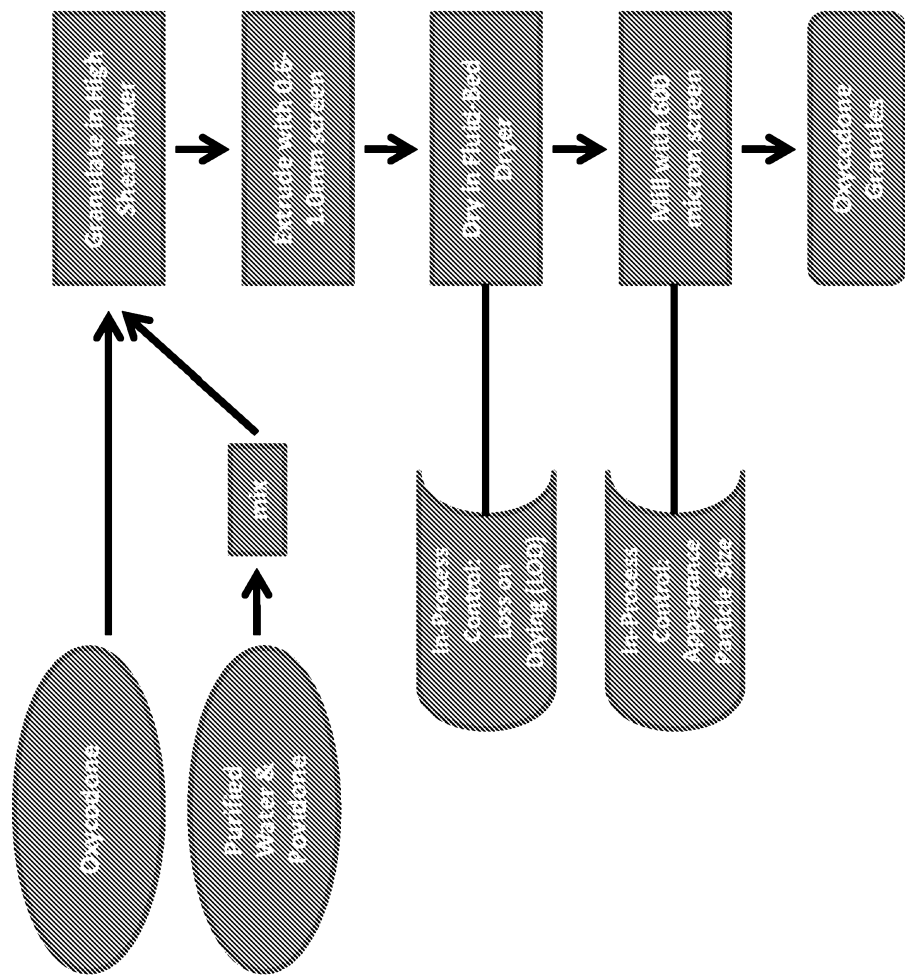 Oxycodone
Purified
Water &
Povidone
mix
Granulate in High
Shear Mixer
Extrude with 0.6-
1.0mm screen
Dry in Fluid Bed
Dryer
In-Process
Control:
Loss on
Drying (LOD)
Mill with 600
micron screen
In-Process
Control:
Appearance
Particle Size
Oxycodone
Granules